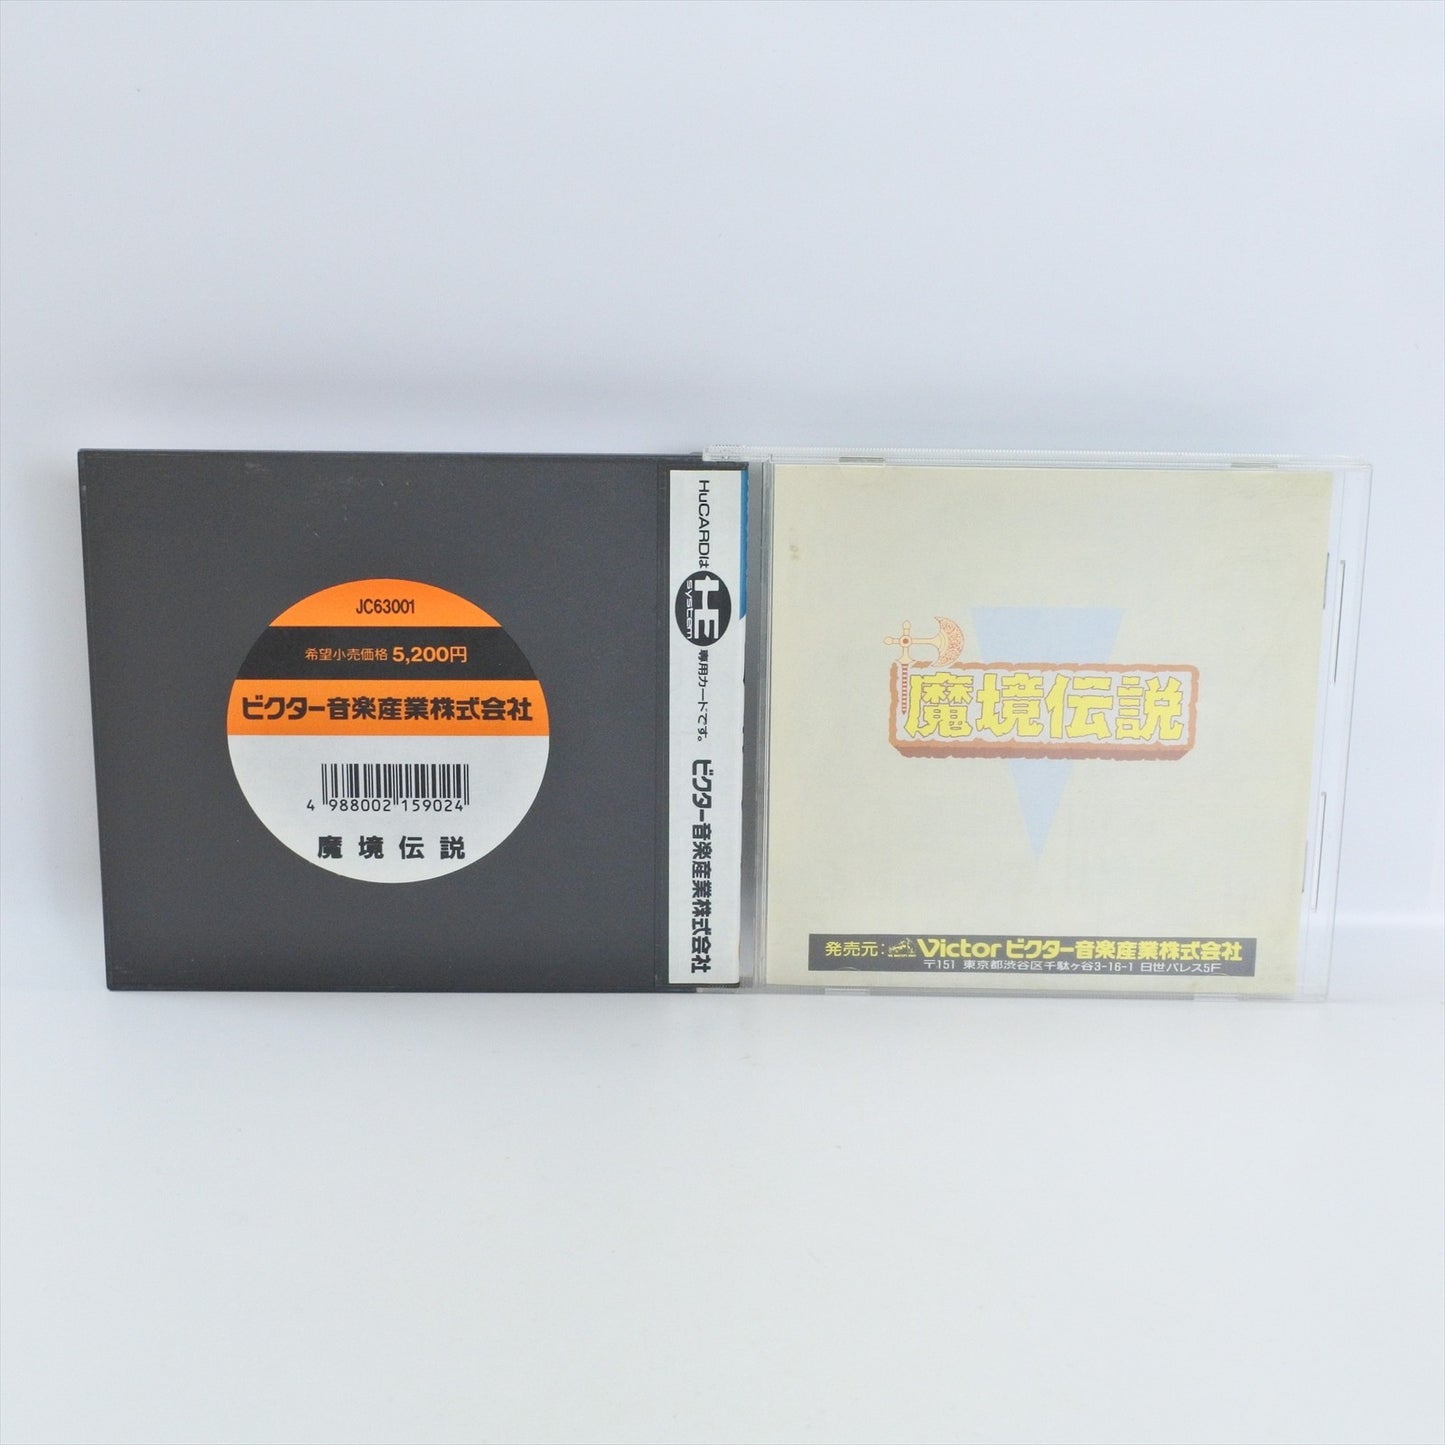 JC63001
希望小売価格 5,200円
ビクター音楽産業株式会社
4 988002 159024
魔境伝説
HuCARDは
HE
system
専用カードです。
ビクター音楽産業株式会社
魔境伝説
発売元: Victor ビクター音楽産業株式会社
〒151 東京都渋谷区千駄ヶ谷3-16-1 日世パレス5F